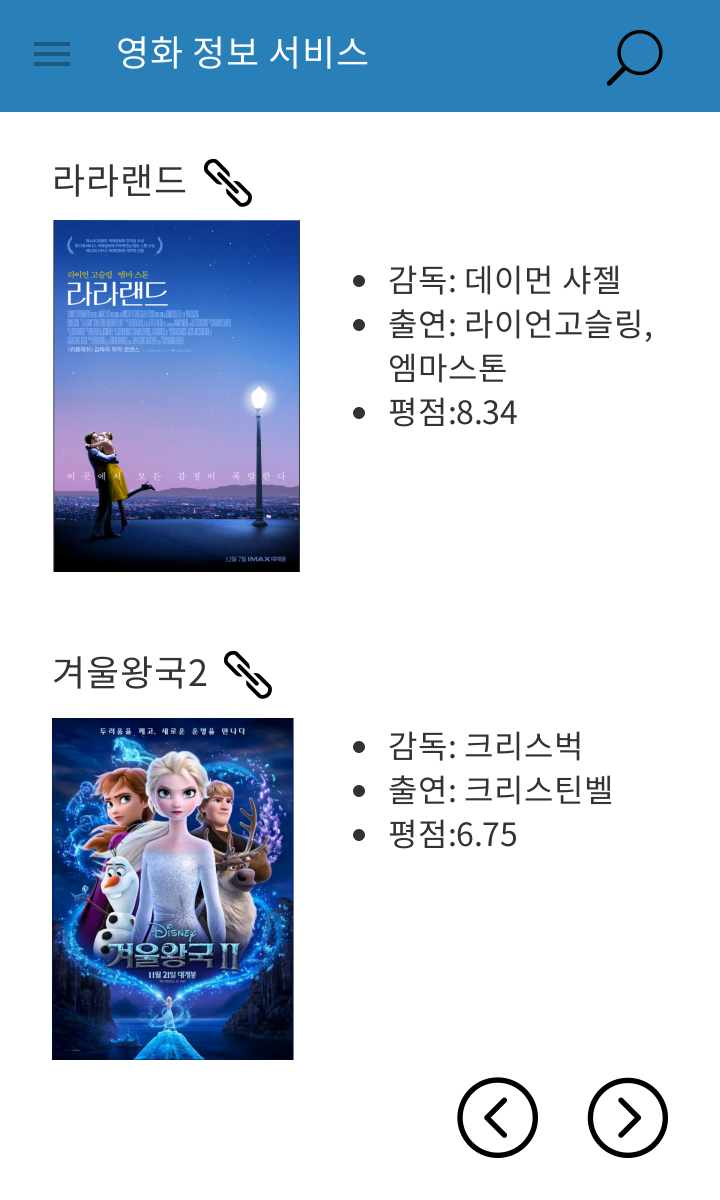 영화 정보 서비스
라라랜드
라이언 고슬링 엠마 스톤
라라랜드
이 곳 에 서 모 든 감 정 이 폭 발 한 다
12월 7일 IMAX 대개봉
감독: 데이먼 샤젤
출연: 라이언고슬링,
엠마스톤
평점:8.34
겨울왕국2
두려움을 깨고, 새로운 운명을 만나다
DISNEY
겨울왕국 II
11월 21일 대개봉
감독: 크리스벅
출연: 크리스틴벨
평점:6.75